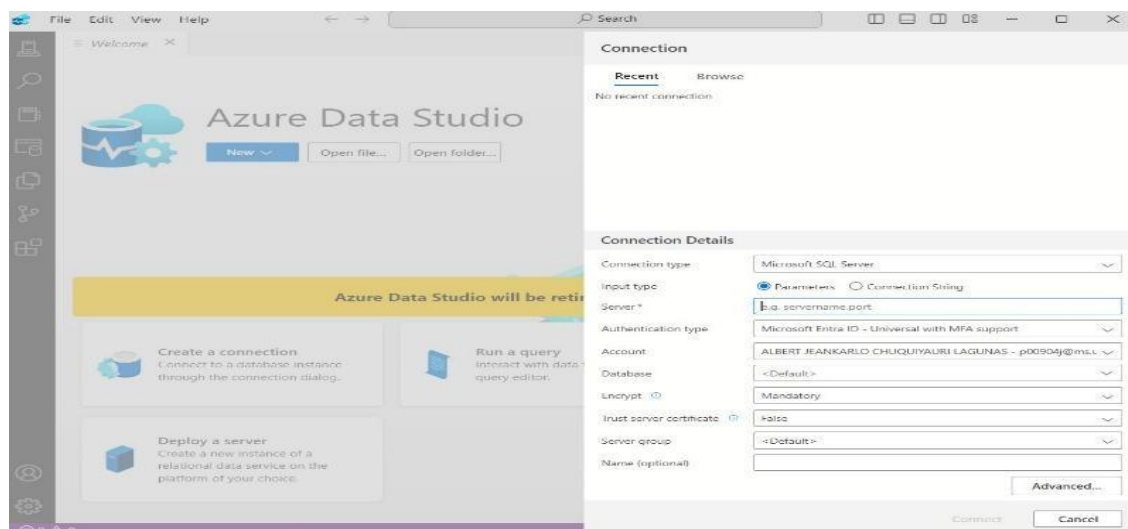 File Edit View Help
Search
Welcome
Azure Data Studio
New
Open file...
Open folder...
Azure Data Studio will be retir
Create a connection
Connect to a database instance
through the connection dialog.
Run a query
Interact with data
query editor.
Deploy a server
Create a new instance of a
relational data service on the
platform of your choice.
Connection
Recent Browse
No recent connection
Connection Details
Connection type Microsoft SQL Server
Input type Parameters Connection String
Server * e.g. servername.port
Authentication type Microsoft Entra ID - Universal with MFA support
Account ALBERT JEANKARLO CHUQUIYAURI LAGUNAS - p00904j@ms.u
Database <Default>
Encrypt Mandatory
Trust server certificate False
Server group <Default>
Name (optional)
Advanced...
Connect Cancel